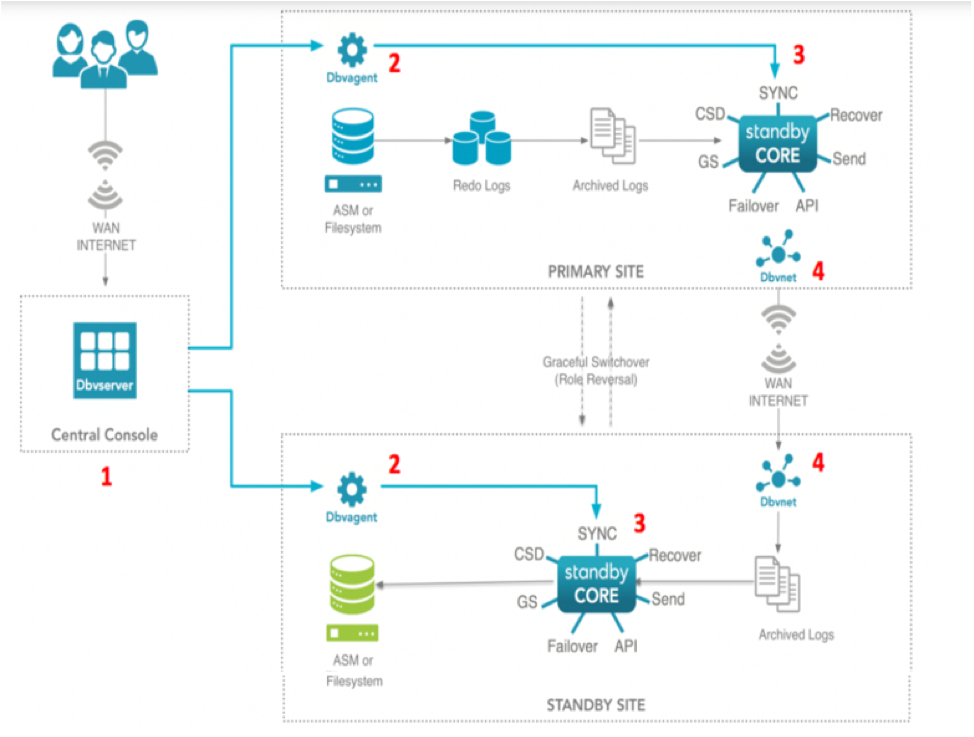 Dbvagent
2
3
SYNC
CSD
Recover
standby
CORE
GS
Send
Failover
API
ASM or
Filesystem
Redo Logs
Archived Logs
WAN
INTERNET
PRIMARY SITE
Dbvnet
4
Dbvserver
Central Console
1
Graceful Switchover
(Role Reversal)
WAN
INTERNET
Dbvagent
2
4
Dbvnet
3
SYNC
CSD
Recover
standby
CORE
GS
Send
Failover
API
Archived Logs
ASM or
Filesystem
STANDBY SITE